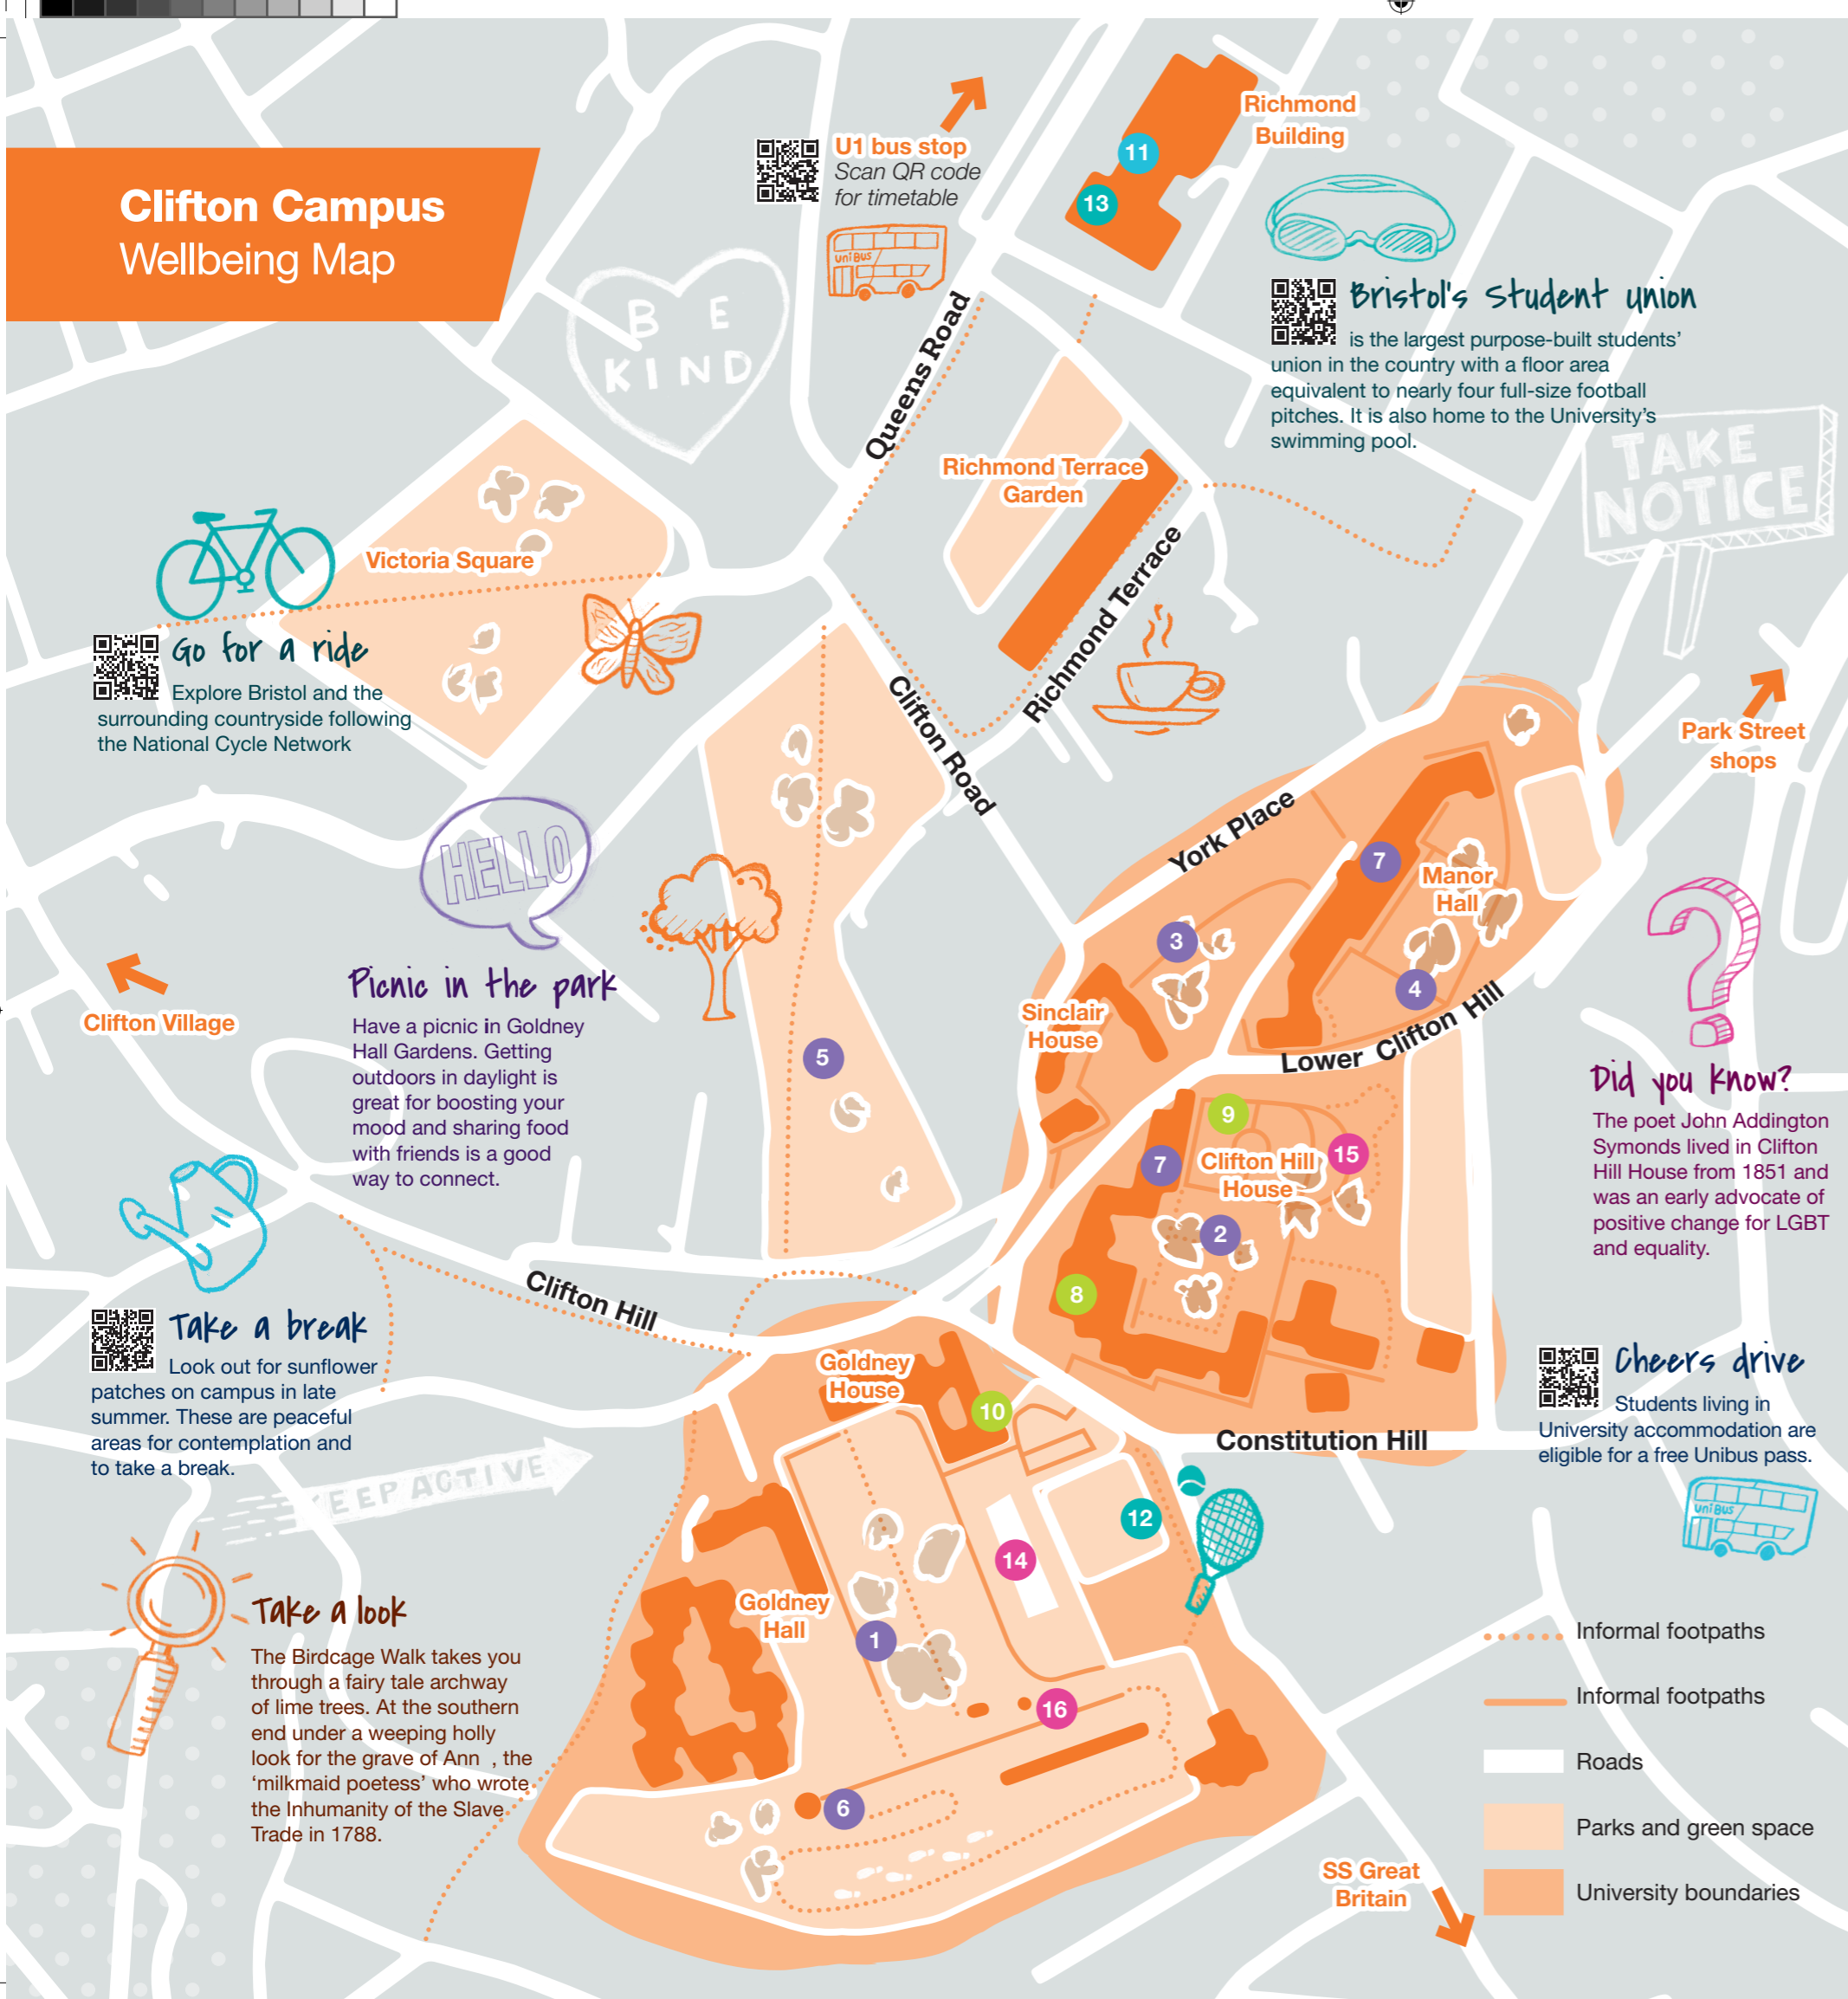 Clifton Campus
Wellbeing Map
U1 bus stop
Scan QR code
for timetable
uniBus
Richmond
Building
11
13
BE
KIND
Queens Road
Bristol's Student union
is the largest purpose-built students'
union in the country with a floor area
equivalent to nearly four full-size football
pitches. It is also home to the University's
swimming pool.
TAKE
NOTICE
Richmond Terrace
Garden
Richmond Terrace
Victoria Square
Go for a ride
Explore Bristol and the
surrounding countryside following
the National Cycle Network
Clifton Road
Park Street
shops
York Place
HELLO
7
Manor
Hall
3
4
Sinclair
House
Lower Clifton Hill
Clifton Village
Picnic in the park
Have a picnic in Goldney
Hall Gardens. Getting
outdoors in daylight is
great for boosting your
mood and sharing food
with friends is a good
way to connect.
5
Did you know?
The poet John Addington
Symonds lived in Clifton
Hill House from 1851 and
was an early advocate of
positive change for LGBT
and equality.
9
7
Clifton Hill
House
15
2
8
Clifton Hill
Take a break
Look out for sunflower
patches on campus in late
summer. These are peaceful
areas for contemplation and
to take a break.
Goldney
House
10
Constitution Hill
Cheers drive
Students living in
University accommodation are
eligible for a free Unibus pass.
uniBus
KEEP ACTIVE
12
14
Take a look
The Birdcage Walk takes you
through a fairy tale archway
of lime trees. At the southern
end under a weeping holly
look for the grave of Ann , the
'milkmaid poetess' who wrote
the Inhumanity of the Slave
Trade in 1788.
Goldney
Hall
1
16
6
Informal footpaths
Informal footpaths
Roads
Parks and green space
University boundaries
SS Great
Britain